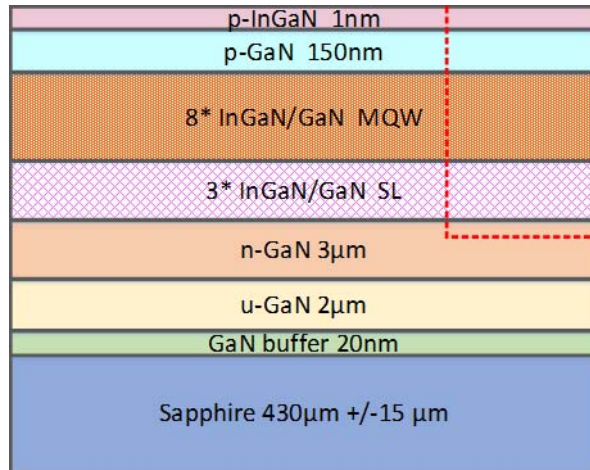 p-InGaN 1nm
p-GaN 150nm
8* InGaN/GaN MQW
3* InGaN/GaN SL
n-GaN 3μm
u-GaN 2μm
GaN buffer 20nm
Sapphire 430μm +/-15 μm